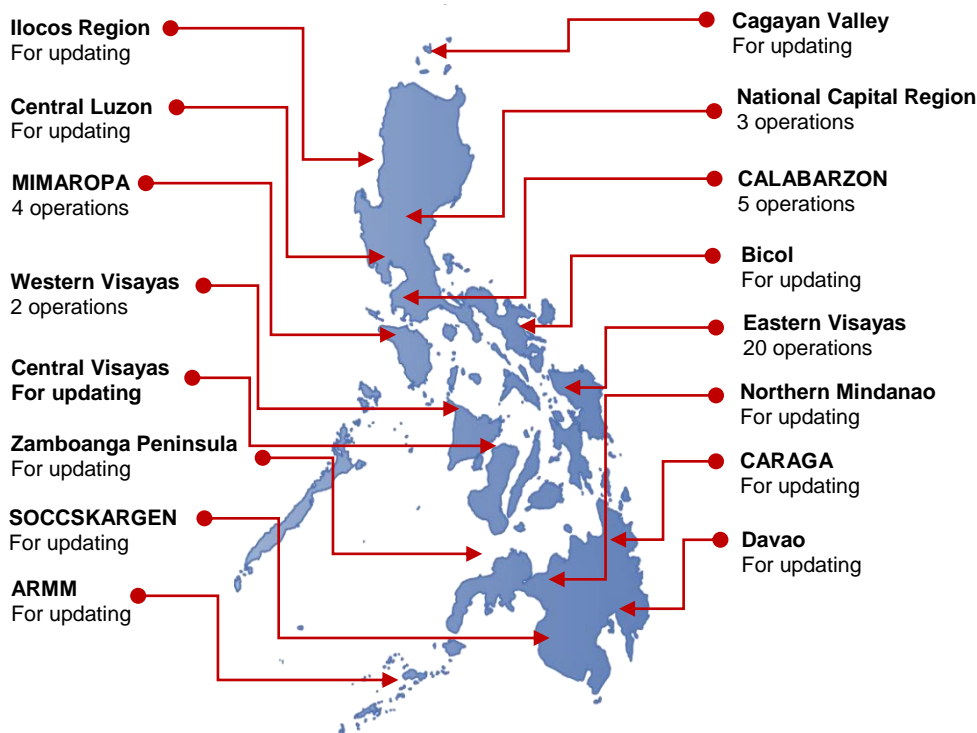 Ilocos Region
For updating
Central Luzon
For updating
MIMAROPA
4 operations
Western Visayas
2 operations
Central Visayas
For updating
Zamboanga Peninsula
For updating
SOCCSKARGEN
For updating
ARMM
For updating
Cagayan Valley
For updating
National Capital Region
3 operations
CALABARZON
5 operations
Bicol
For updating
Eastern Visayas
20 operations
Northern Mindanao
For updating
CARAGA
For updating
Davao
For updating